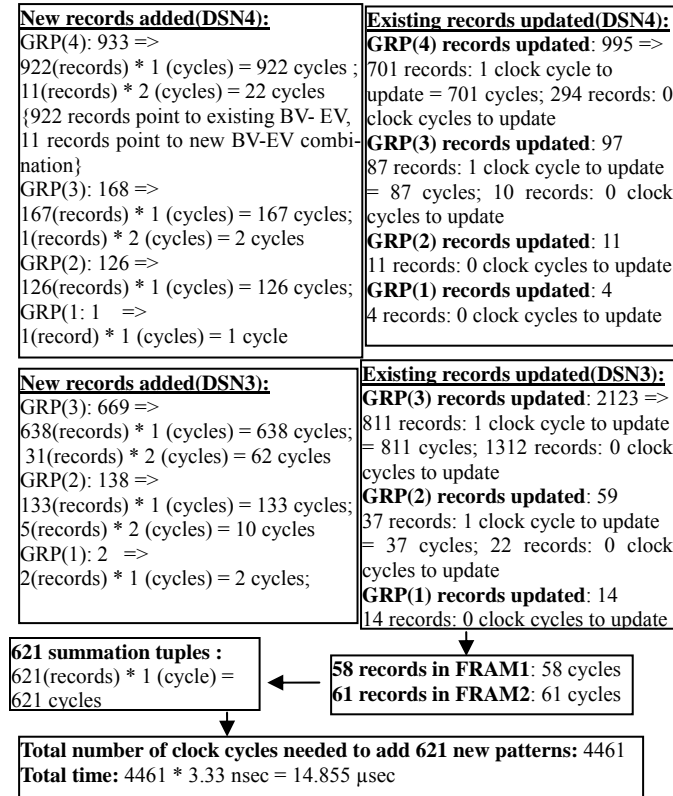 New records added(DSN4):
GRP(4): 933 =>
922(records) * 1 (cycles) = 922 cycles ;
11(records) * 2 (cycles) = 22 cycles
{922 records point to existing BV- EV,
11 records point to new BV-EV combi-
nation}
GRP(3): 168 =>
167(records) * 1 (cycles) = 167 cycles;
1(records) * 2 (cycles) = 2 cycles
GRP(2): 126 =>
126(records) * 1 (cycles) = 126 cycles;
GRP(1: 1 =>
1(record) * 1 (cycles) = 1 cycle
Existing records updated(DSN4):
GRP(4) records updated: 995 =>
701 records: 1 clock cycle to
update = 701 cycles; 294 records: 0
clock cycles to update
GRP(3) records updated: 97
87 records: 1 clock cycle to update
= 87 cycles; 10 records: 0 clock
cycles to update
GRP(2) records updated: 11
11 records: 0 clock cycles to update
GRP(1) records updated: 4
4 records: 0 clock cycles to update
New records added(DSN3):
GRP(3): 669 =>
638(records) * 1 (cycles) = 638 cycles;
31(records) * 2 (cycles) = 62 cycles
GRP(2): 138 =>
133(records) * 1 (cycles) = 133 cycles;
5(records) * 2 (cycles) = 10 cycles
GRP(1): 2 =>
2(records) * 1 (cycles) = 2 cycles;
Existing records updated(DSN3):
GRP(3) records updated: 2123 =>
811 records: 1 clock cycle to update
= 811 cycles; 1312 records: 0 clock
cycles to update
GRP(2) records updated: 59
37 records: 1 clock cycle to update
= 37 cycles; 22 records: 0 clock
cycles to update
GRP(1) records updated: 14
14 records: 0 clock cycles to update
621 summation tuples :
621(records) * 1 (cycle) =
621 cycles
58 records in FRAM1: 58 cycles
61 records in FRAM2: 61 cycles
Total number of clock cycles needed to add 621 new patterns: 4461
Total time: 4461 * 3.33 nsec = 14.855 µsec